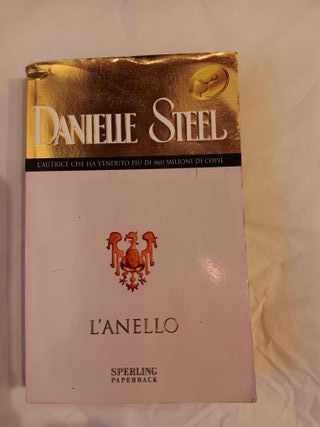 DANIELLE STEEL
L'AUTRICE CHE HA VENDUTO PIÙ DI 460 MILIONI DI COPIE
L'ANELLO
SPERLING
PAPERBACK